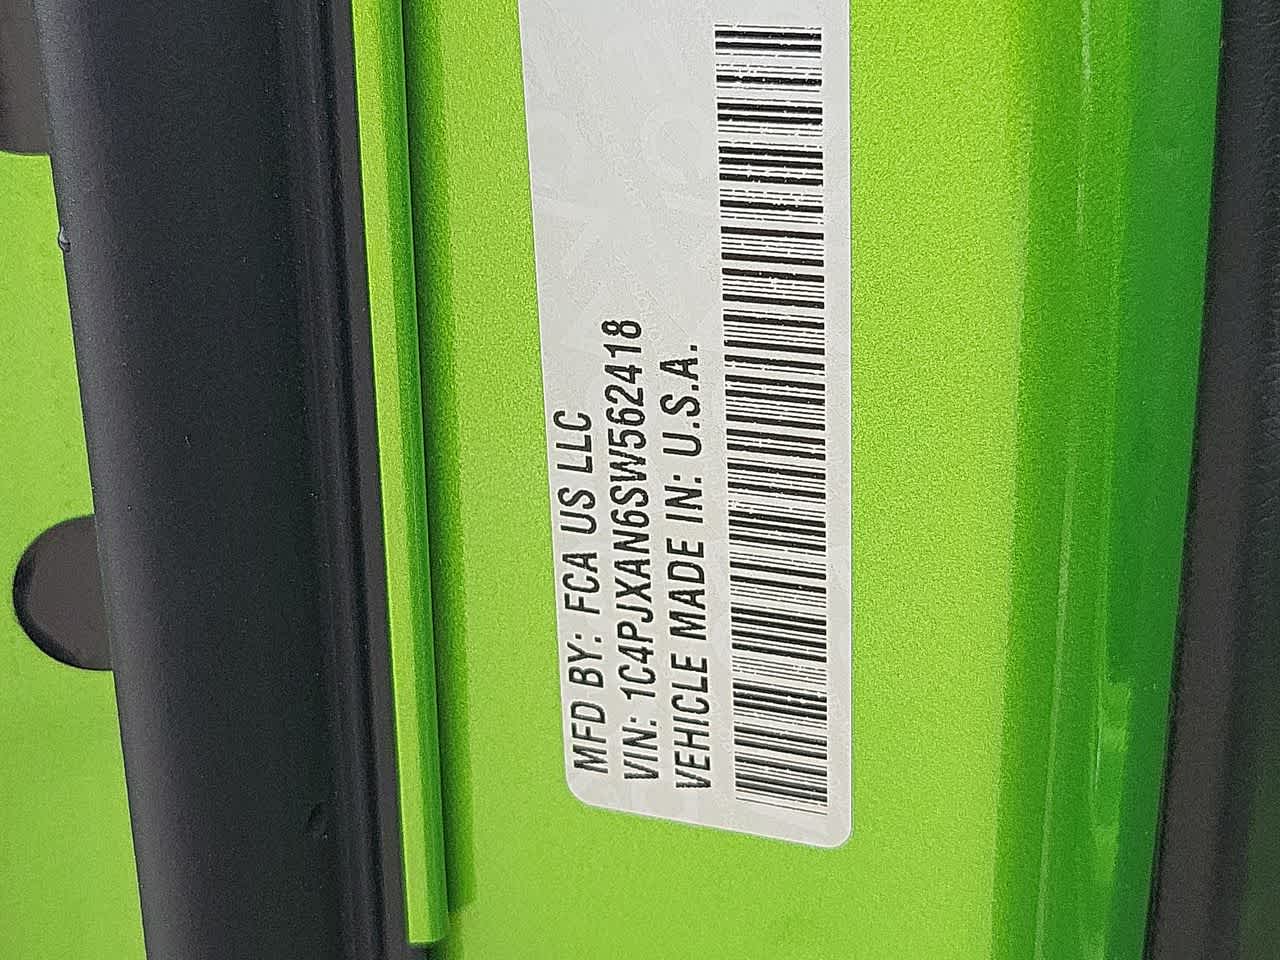 MFD BY: FCA US LLC
VIN: 1C4PJXAN6SW562418
VEHICLE MADE IN: U.S.A.